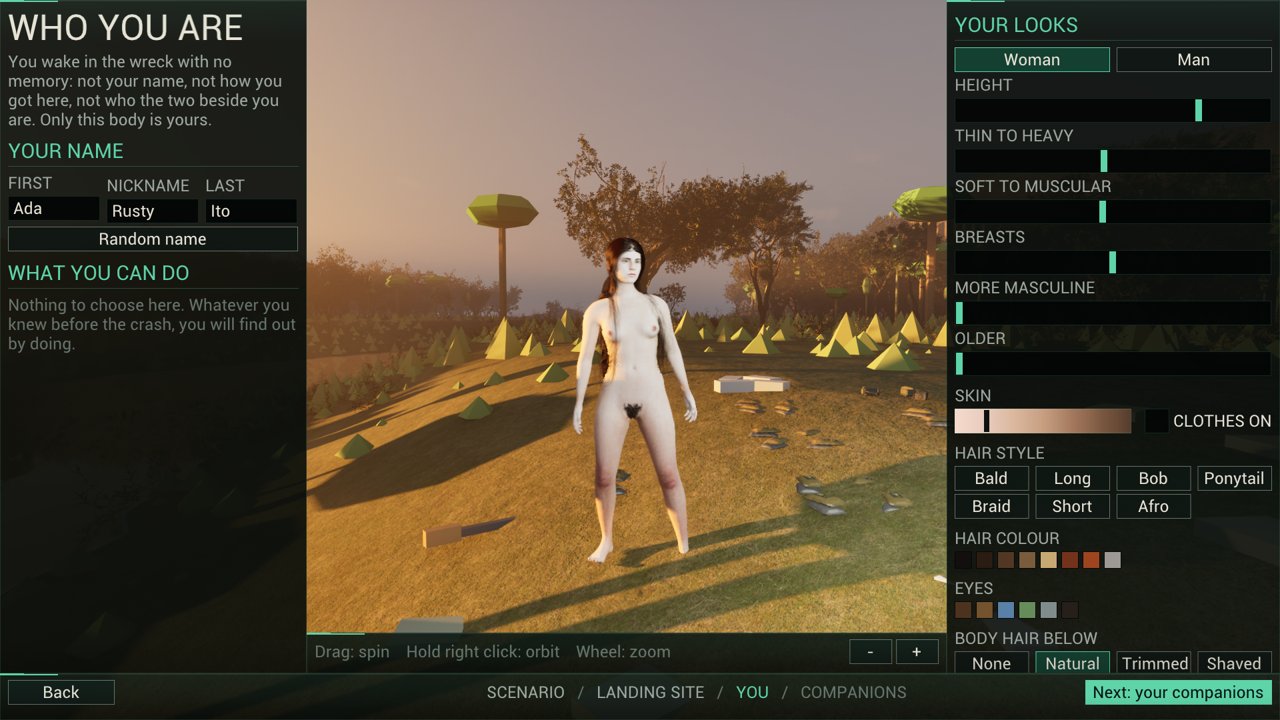 WHO YOU ARE
You wake in the wreck with no
memory: not your name, not how you
got here, not who the two beside you
are. Only this body is yours.
YOUR NAME
FIRST
NICKNAME
LAST
Ada
Rusty
Ito
Random name
WHAT YOU CAN DO
Nothing to choose here. Whatever you
knew before the crash, you will find out
by doing.
Drag: spin Hold right click: orbit Wheel: zoom
- +
YOUR LOOKS
Woman
Man
HEIGHT
THIN TO HEAVY
SOFT TO MUSCULAR
BREASTS
MORE MASCULINE
OLDER
SKIN
CLOTHES ON
HAIR STYLE
Bald Long Bob Ponytail
Braid Short Afro
HAIR COLOUR
EYES
BODY HAIR BELOW
None Natural Trimmed Shaved
Back
SCENARIO / LANDING SITE / YOU / COMPANIONS
Next: your companions